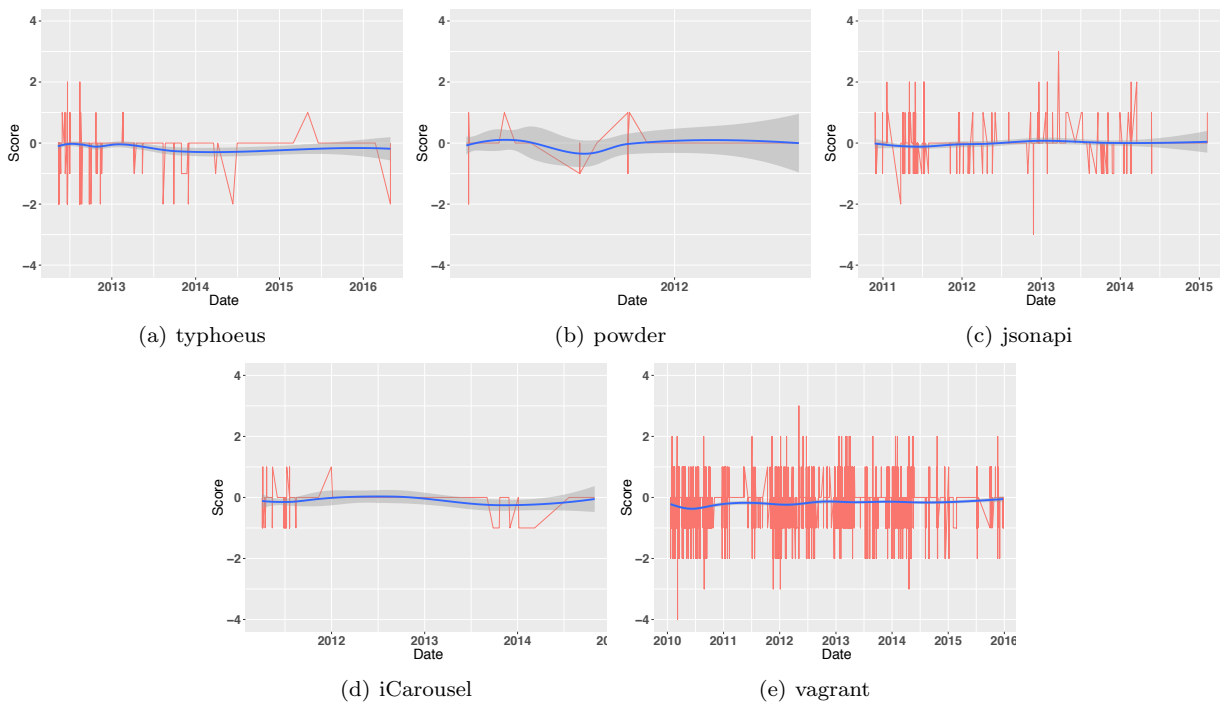 4
2
0
−2
−4
Score
2013 2014 2015 2016
Date
(a) typhoeus
4
2
0
−2
−4
Score
2012
Date
(b) powder
4
2
0
−2
−4
Score
2011 2012 2013 2014 2015
Date
(c) jsonapi
4
2
0
−2
−4
Score
2012 2013 2014 20
Date
(d) iCarousel
4
2
0
−2
−4
Score
2010 2011 2012 2013 2014 2015 2016
Date
(e) vagrant